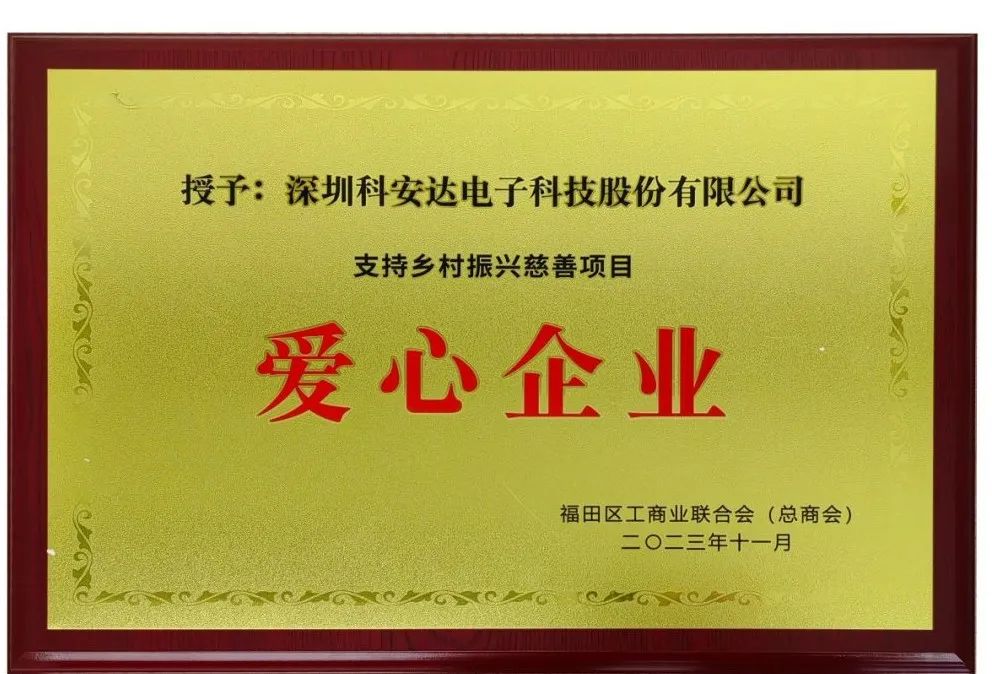 授予：深圳科安达电子科技股份有限公司
支持乡村振兴慈善项目
爱心企业
福田区工商业联合会（总商会）
二〇二三年十一月